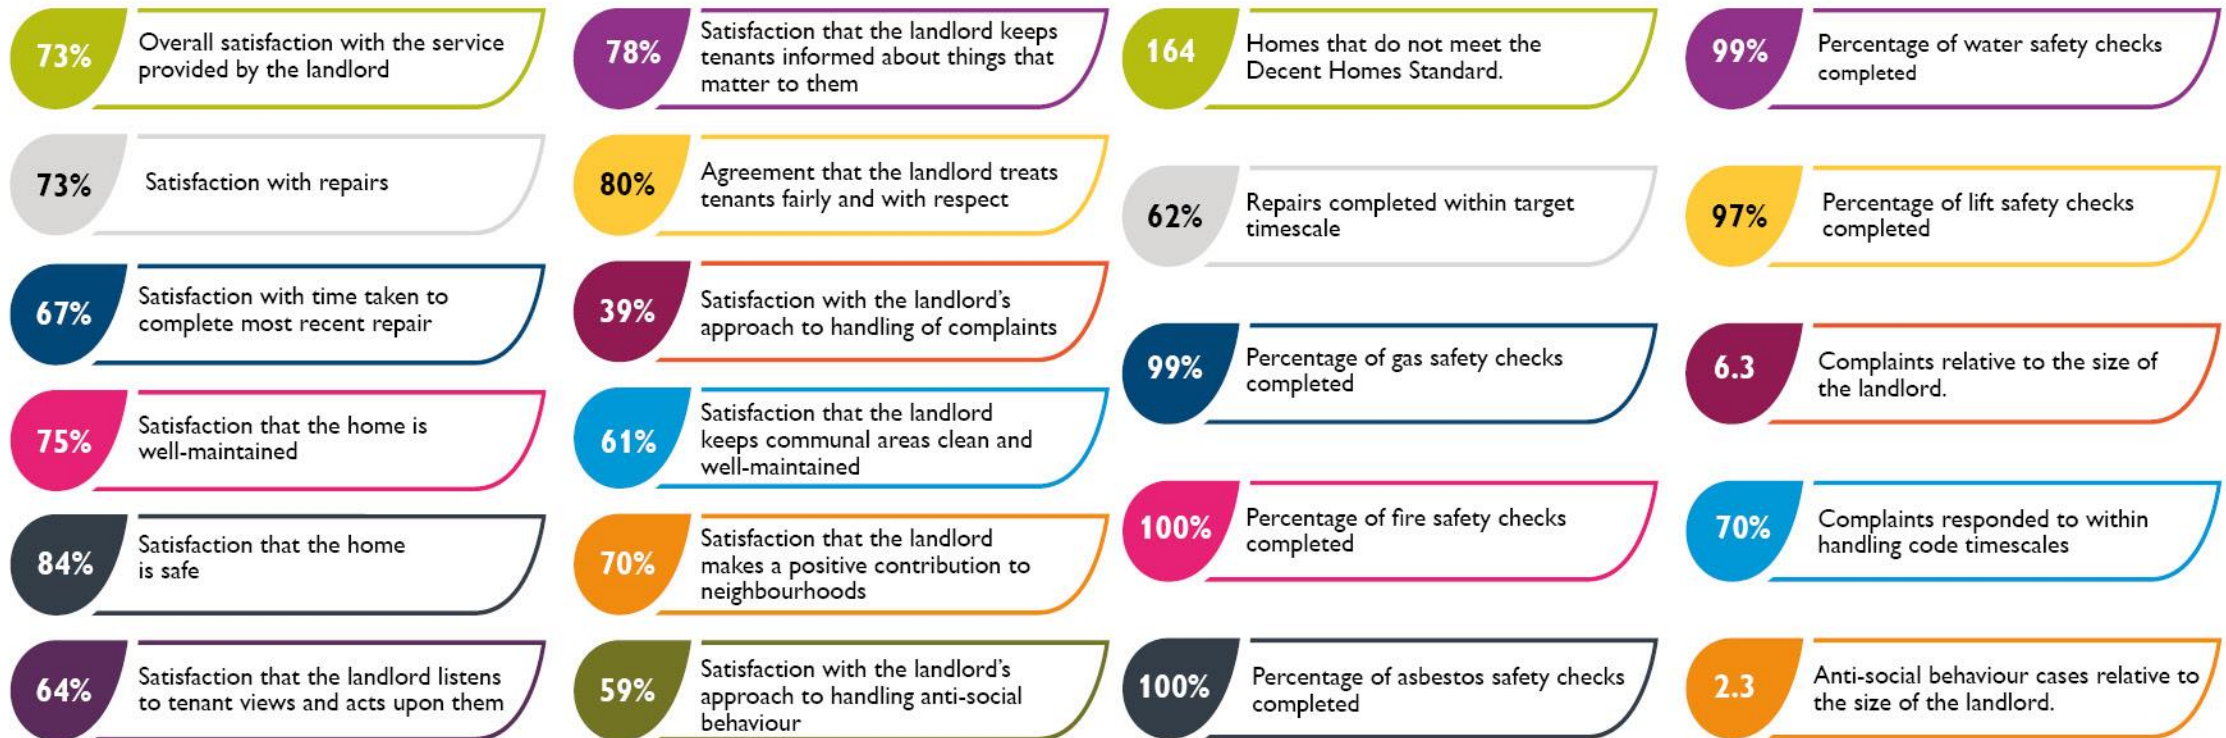 73%
Overall satisfaction with the service
provided by the landlord
73%
Satisfaction with repairs
67%
Satisfaction with time taken to
complete most recent repair
75%
Satisfaction that the home is
well-maintained
84%
Satisfaction that the home
is safe
64%
Satisfaction that the landlord listens
to tenant views and acts upon them
78%
Satisfaction that the landlord keeps
tenants informed about things that
matter to them
80%
Agreement that the landlord treats
tenants fairly and with respect
39%
Satisfaction with the landlord's
approach to handling of complaints
61%
Satisfaction that the landlord
keeps communal areas clean and
well-maintained
70%
Satisfaction that the landlord
makes a positive contribution to
neighbourhoods
59%
Satisfaction with the landlord's
approach to handling anti-social
behaviour
164
Homes that do not meet the
Decent Homes Standard.
62%
Repairs completed within target
timescale
99%
Percentage of gas safety checks
completed
100%
Percentage of fire safety checks
completed
100%
Percentage of asbestos safety checks
completed
99%
Percentage of water safety checks
completed
97%
Percentage of lift safety checks
completed
6.3
Complaints relative to the size of
the landlord.
70%
Complaints responded to within
handling code timescales
2.3
Anti-social behaviour cases relative to
the size of the landlord.